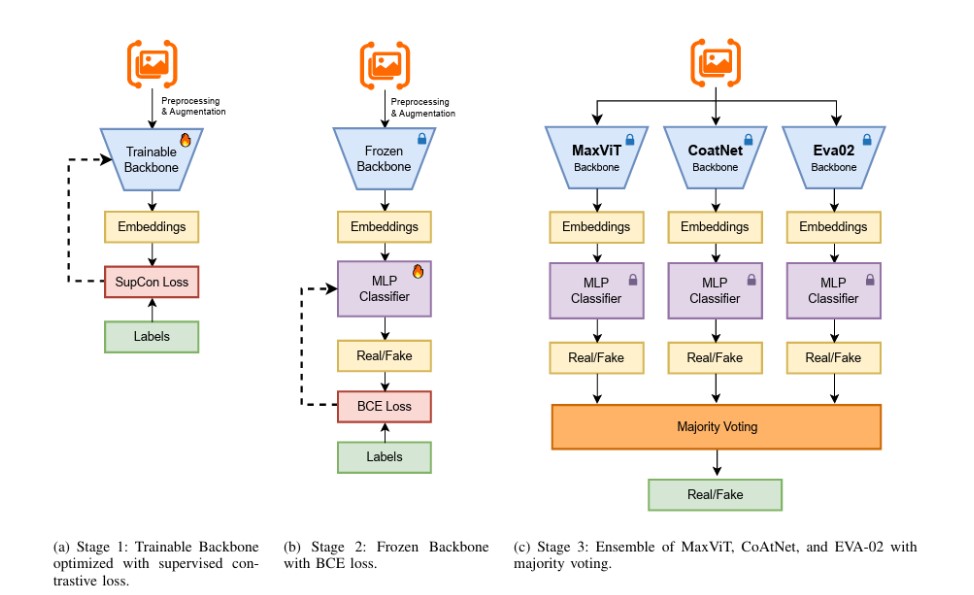 Preprocessing
& Augmentation
Trainable
Backbone
Embeddings
SupCon Loss
Labels
(a) Stage 1: Trainable Backbone
optimized with supervised con-
trastive loss.
Preprocessing
& Augmentation
Frozen
Backbone
Embeddings
MLP
Classifier
Real/Fake
BCE Loss
Labels
(b) Stage 2: Frozen Backbone
with BCE loss.
MaxViT
Backbone
Embeddings
MLP
Classifier
Real/Fake
CoatNet
Backbone
Embeddings
MLP
Classifier
Real/Fake
Eva02
Backbone
Embeddings
MLP
Classifier
Real/Fake
Majority Voting
Real/Fake
(c) Stage 3: Ensemble of MaxViT, CoAtNet, and EVA-02 with
majority voting.